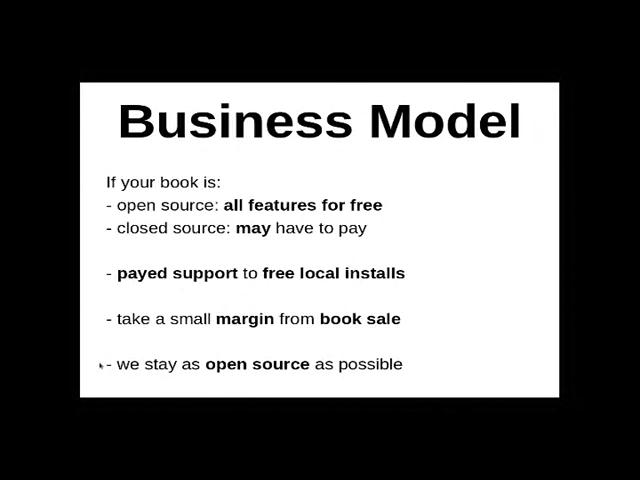 Business Model
If your book is:
- open source: all features for free
- closed source: may have to pay
- payed support to free local installs
- take a small margin from book sale
- we stay as open source as possible